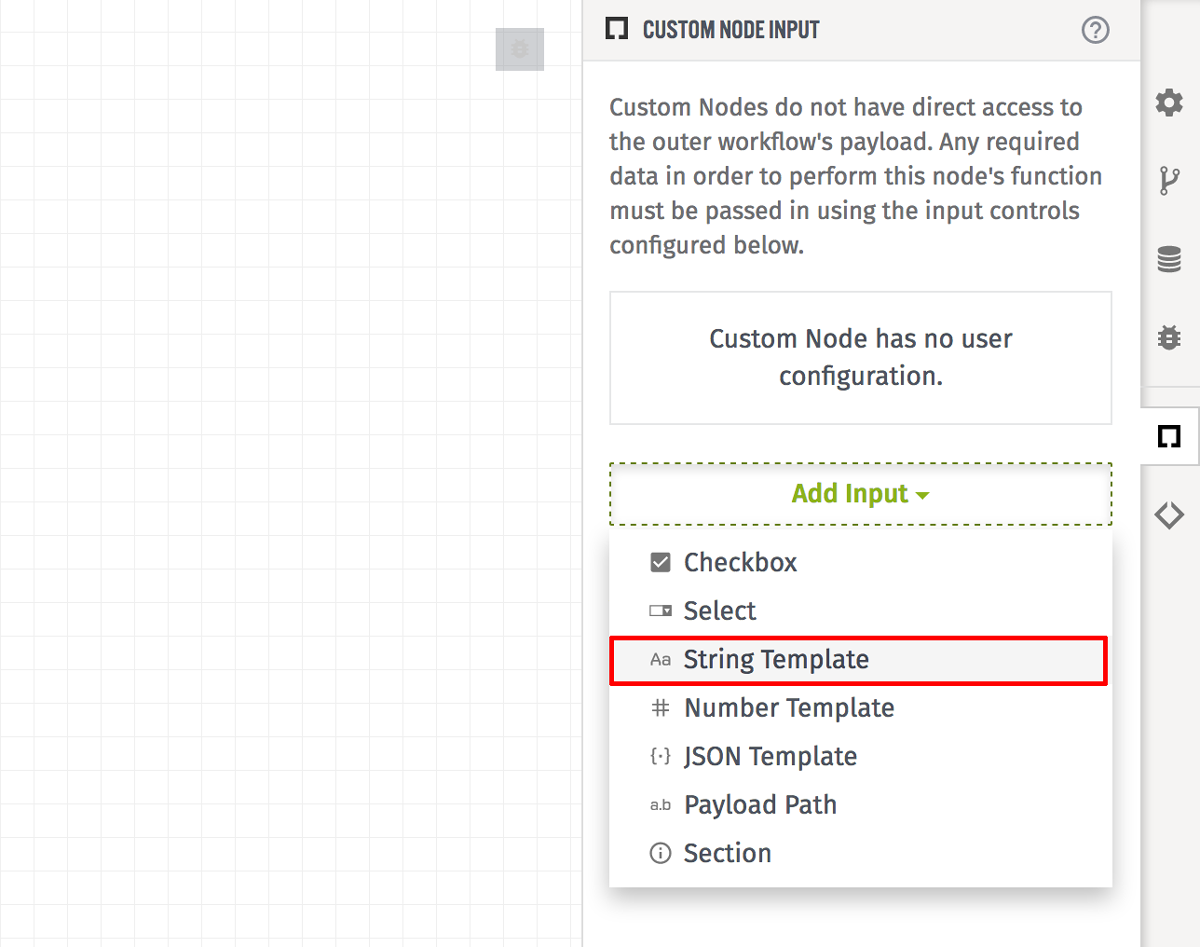 CUSTOM NODE INPUT
Custom Nodes do not have direct access to
the outer workflow's payload. Any required
data in order to perform this node's function
must be passed in using the input controls
configured below.
Custom Node has no user
configuration.
Add Input
Checkbox
Select
Aa String Template
# Number Template
{·} JSON Template
a.b Payload Path
Section